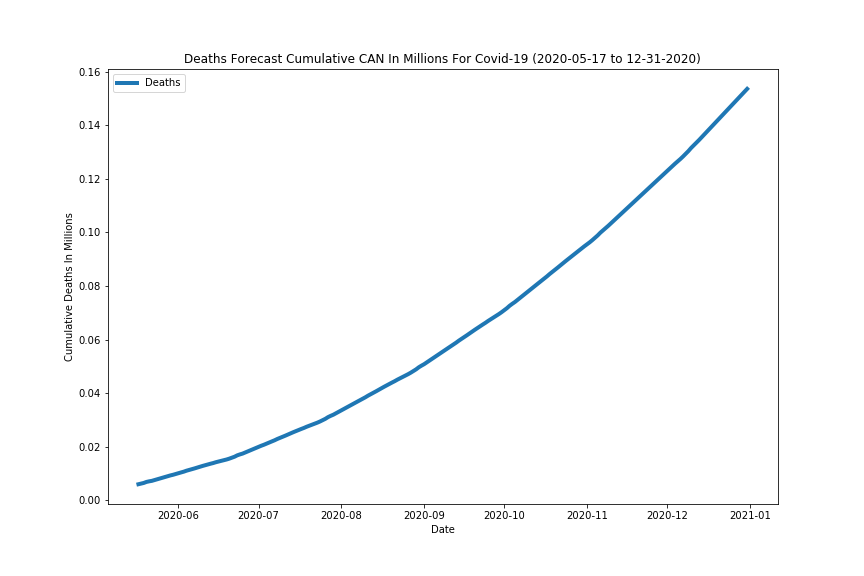 Deaths Forecast Cumulative CAN In Millions For Covid-19 (2020-05-17 to 12-31-2020)
Deaths
Cumulative Deaths In Millions
0.16
0.14
0.12
0.10
0.08
0.06
0.04
0.02
0.00
2020-06 2020-07 2020-08 2020-09 2020-10 2020-11 2020-12 2021-01
Date